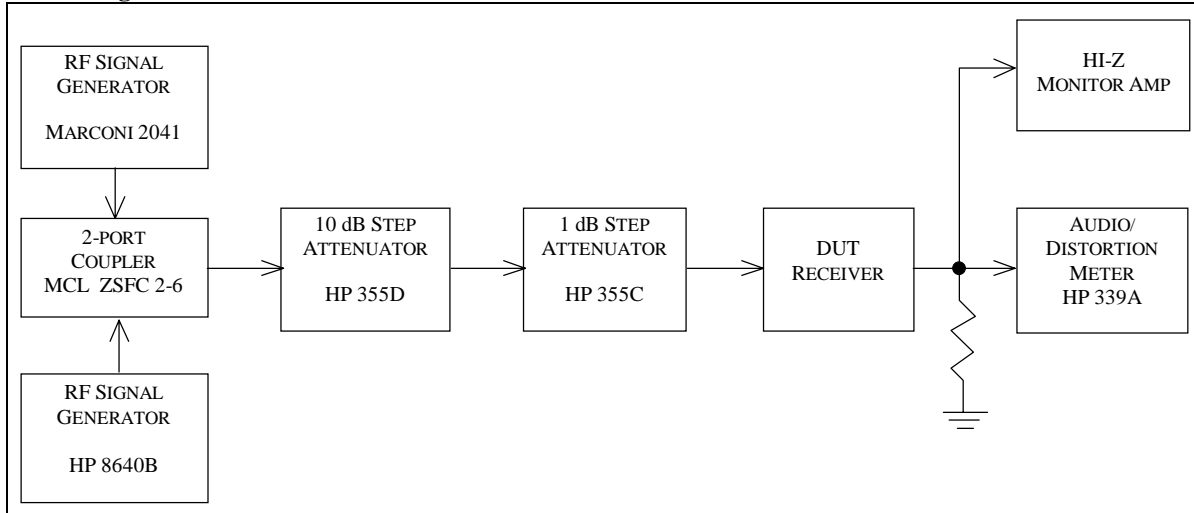 RF SIGNAL
GENERATOR
MARCONI 2041
2-PORT
COUPLER
MCL ZSFC 2-6
RF SIGNAL
GENERATOR
HP 8640B
10 dB STEP
ATTENUATOR
HP 355D
1 dB STEP
ATTENUATOR
HP 355C
DUT
RECEIVER
HI-Z
MONITOR AMP
AUDIO/
DISTORTION
METER
HP 339A